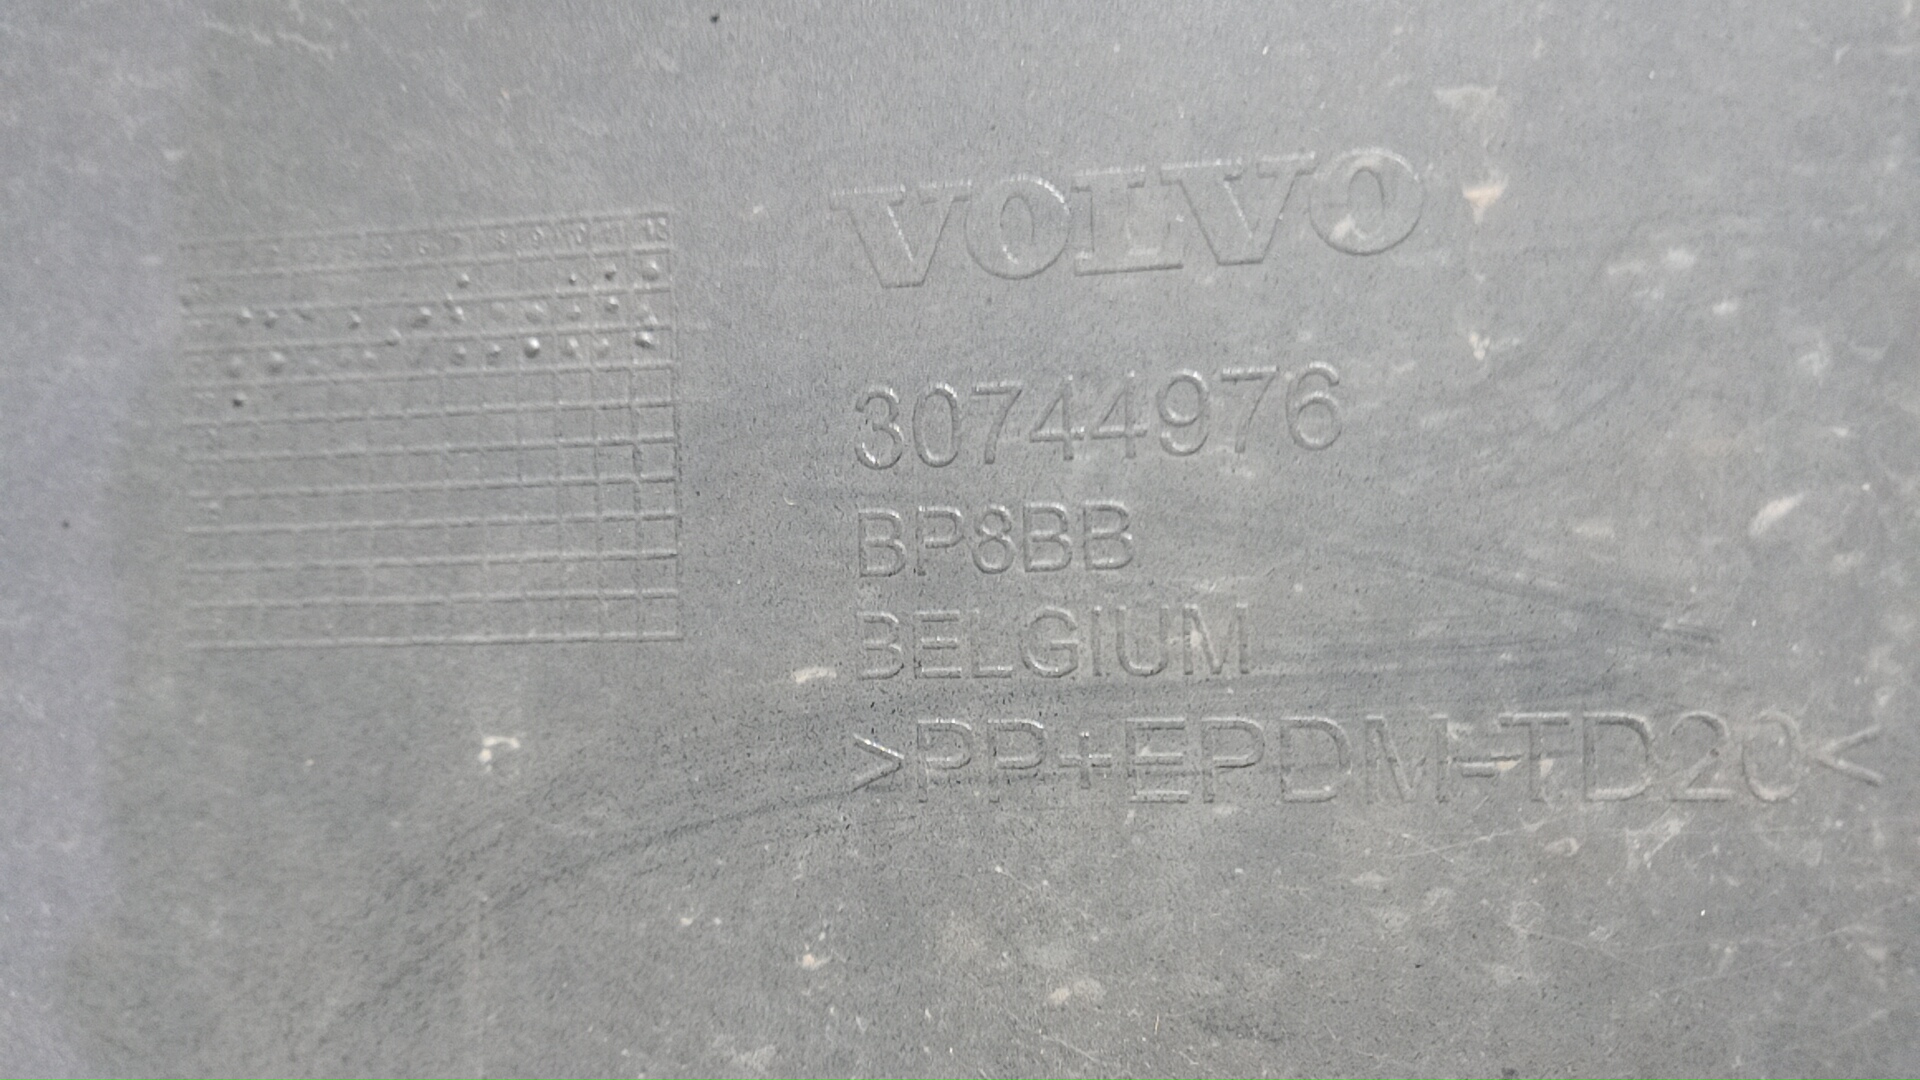 VOLVO
30744976
BP8BB
BELGIUM
>PP+EPDM-TD20<